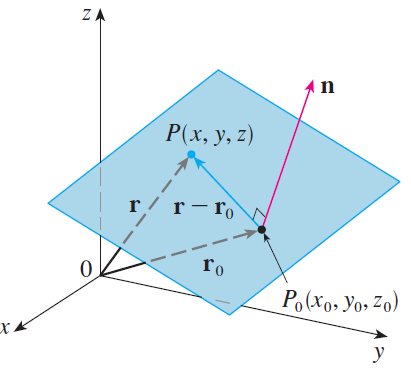 z
n
P(x, y, z)
r
r − r₀
0
r₀
P₀(x₀, y₀, z₀)
x
y